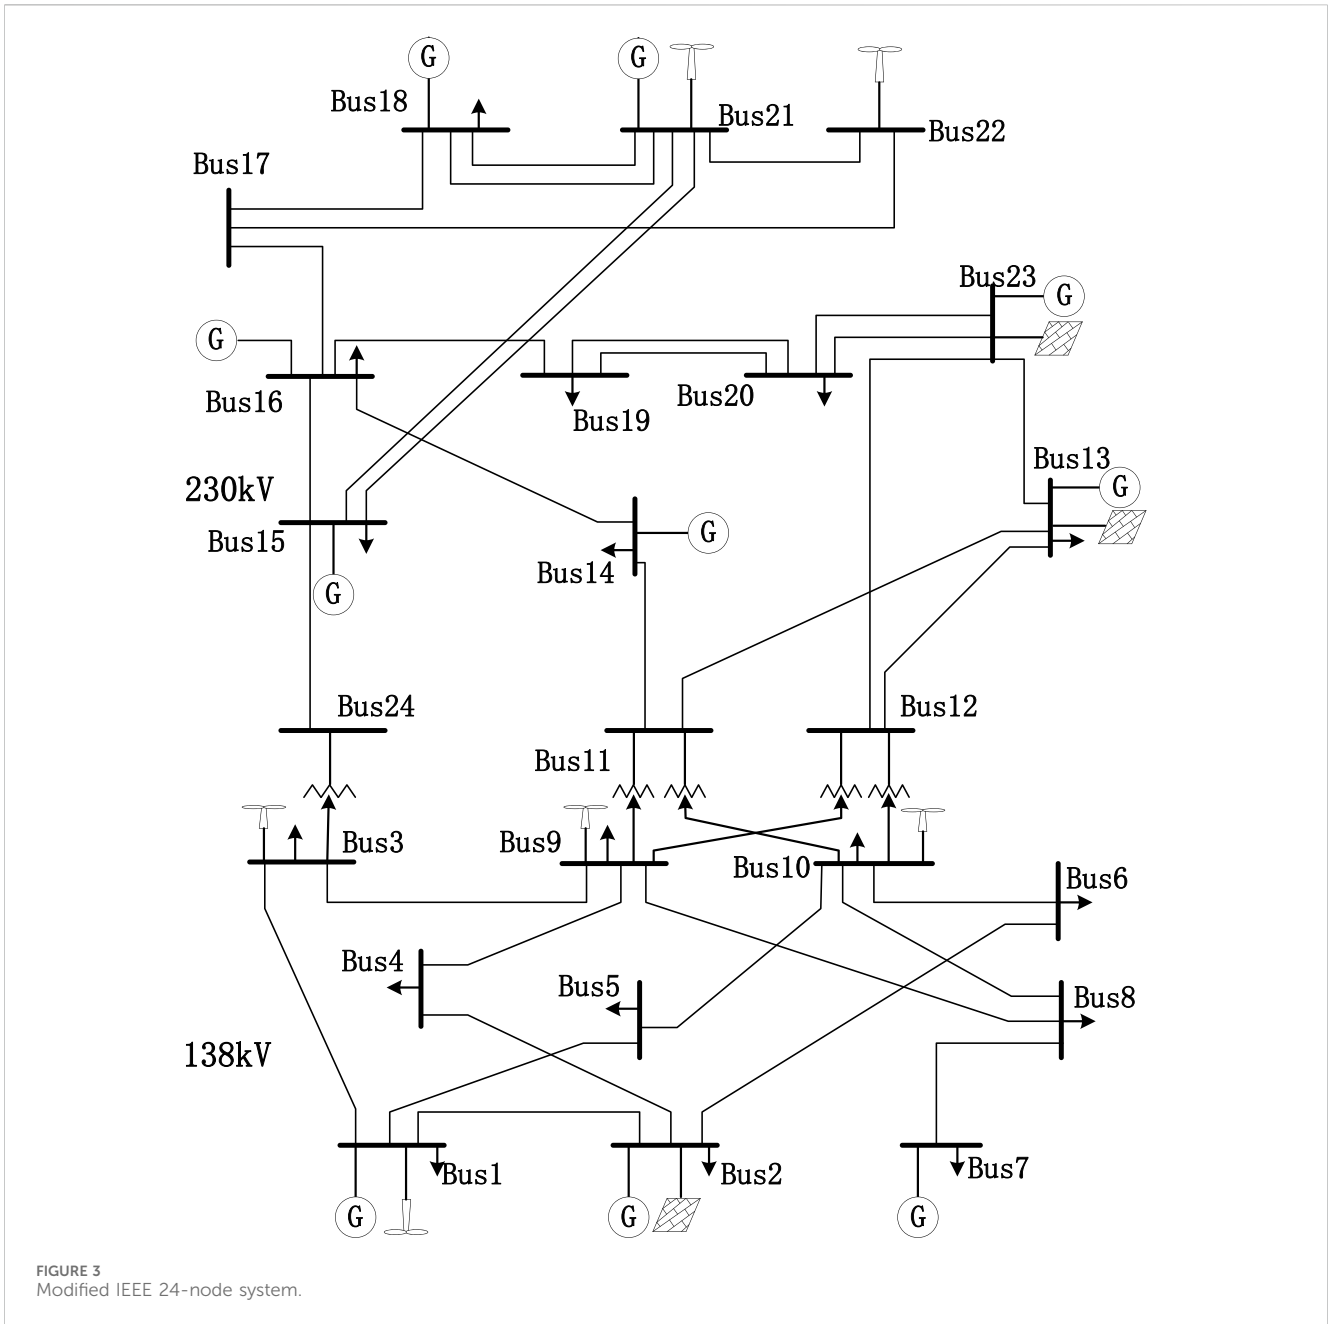 G
G
Bus18
Bus21
Bus22
Bus17
Bus23
G
G
Bus16
Bus20
Bus19
Bus13
230kV
G
Bus15
G
Bus14
G
Bus24
Bus12
Bus11
Bus3
Bus9
Bus10
Bus6
Bus4
Bus5
Bus8
138kV
Bus1
Bus2
Bus7
G
G
G
FIGURE 3
Modified IEEE 24-node system.